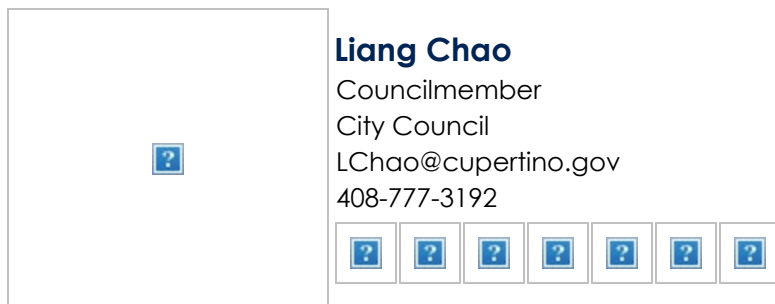 Liang Chao
Councilmember
City Council
LChao@cupertino.gov
408-777-3192